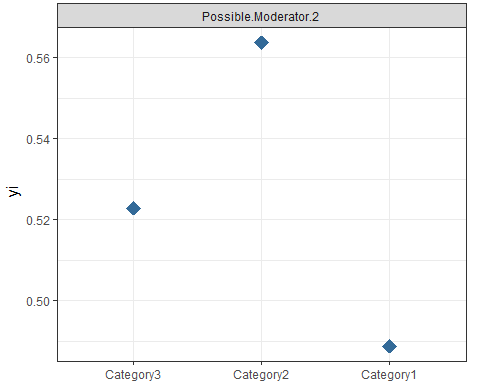 Possible.Moderator.2
0.56
0.54
0.52
0.50
yi
Category3 Category2 Category1